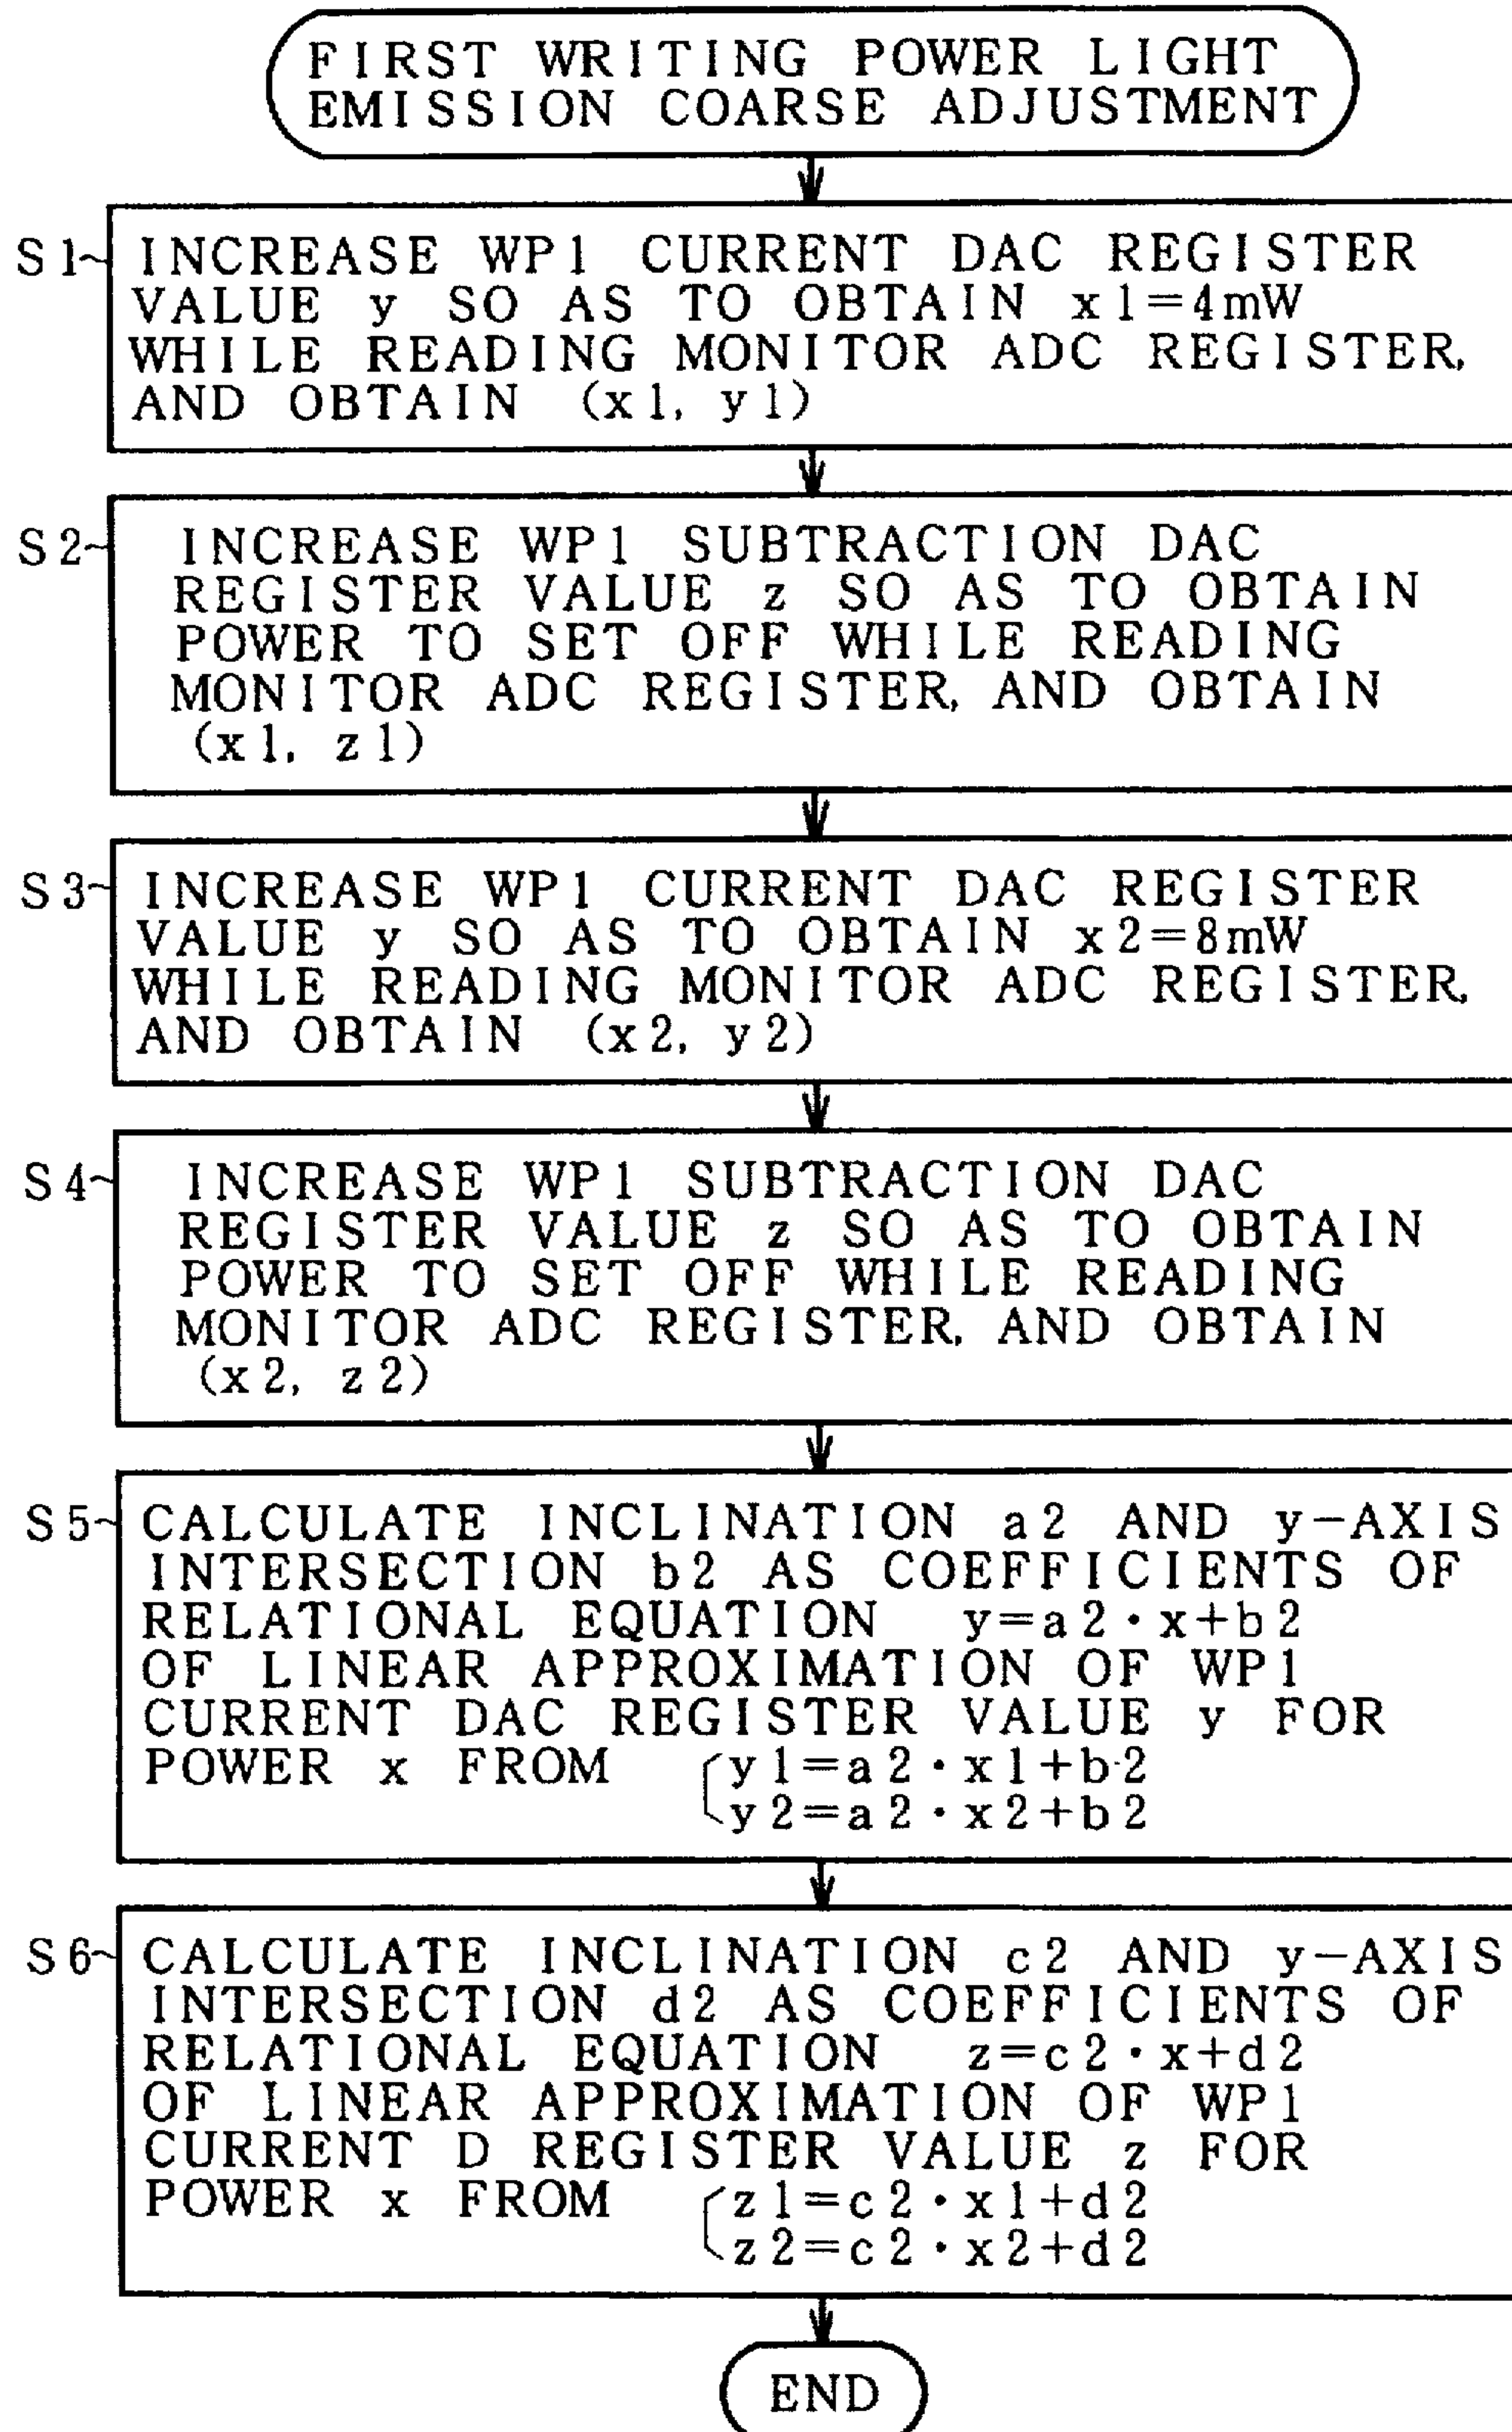 FIRST WRITING POWER LIGHT
EMISSION COARSE ADJUSTMENT
S1
INCREASE WP1 CURRENT DAC REGISTER
VALUE y SO AS TO OBTAIN x1=4mW
WHILE READING MONITOR ADC REGISTER,
AND OBTAIN (x1, y1)
S2
INCREASE WP1 SUBTRACTION DAC
REGISTER VALUE z SO AS TO OBTAIN
POWER TO SET OFF WHILE READING
MONITOR ADC REGISTER, AND OBTAIN
(x1, z1)
S3
INCREASE WP1 CURRENT DAC REGISTER
VALUE y SO AS TO OBTAIN x2=8mW
WHILE READING MONITOR ADC REGISTER,
AND OBTAIN (x2, y2)
S4
INCREASE WP1 SUBTRACTION DAC
REGISTER VALUE z SO AS TO OBTAIN
POWER TO SET OFF WHILE READING
MONITOR ADC REGISTER, AND OBTAIN
(x2, z2)
S5
CALCULATE INCLINATION a2 AND y-AXIS
INTERSECTION b2 AS COEFFICIENTS OF
RELATIONAL EQUATION y=a2·x+b2
OF LINEAR APPROXIMATION OF WP1
CURRENT DAC REGISTER VALUE y FOR
POWER x FROM y1=a2·x1+b2
y2=a2·x2+b2
S6
CALCULATE INCLINATION c2 AND y-AXIS
INTERSECTION d2 AS COEFFICIENTS OF
RELATIONAL EQUATION z=c2·x+d2
OF LINEAR APPROXIMATION OF WP1
CURRENT D REGISTER VALUE z FOR
POWER x FROM z1=c2·x1+d2
z2=c2·x2+d2
END